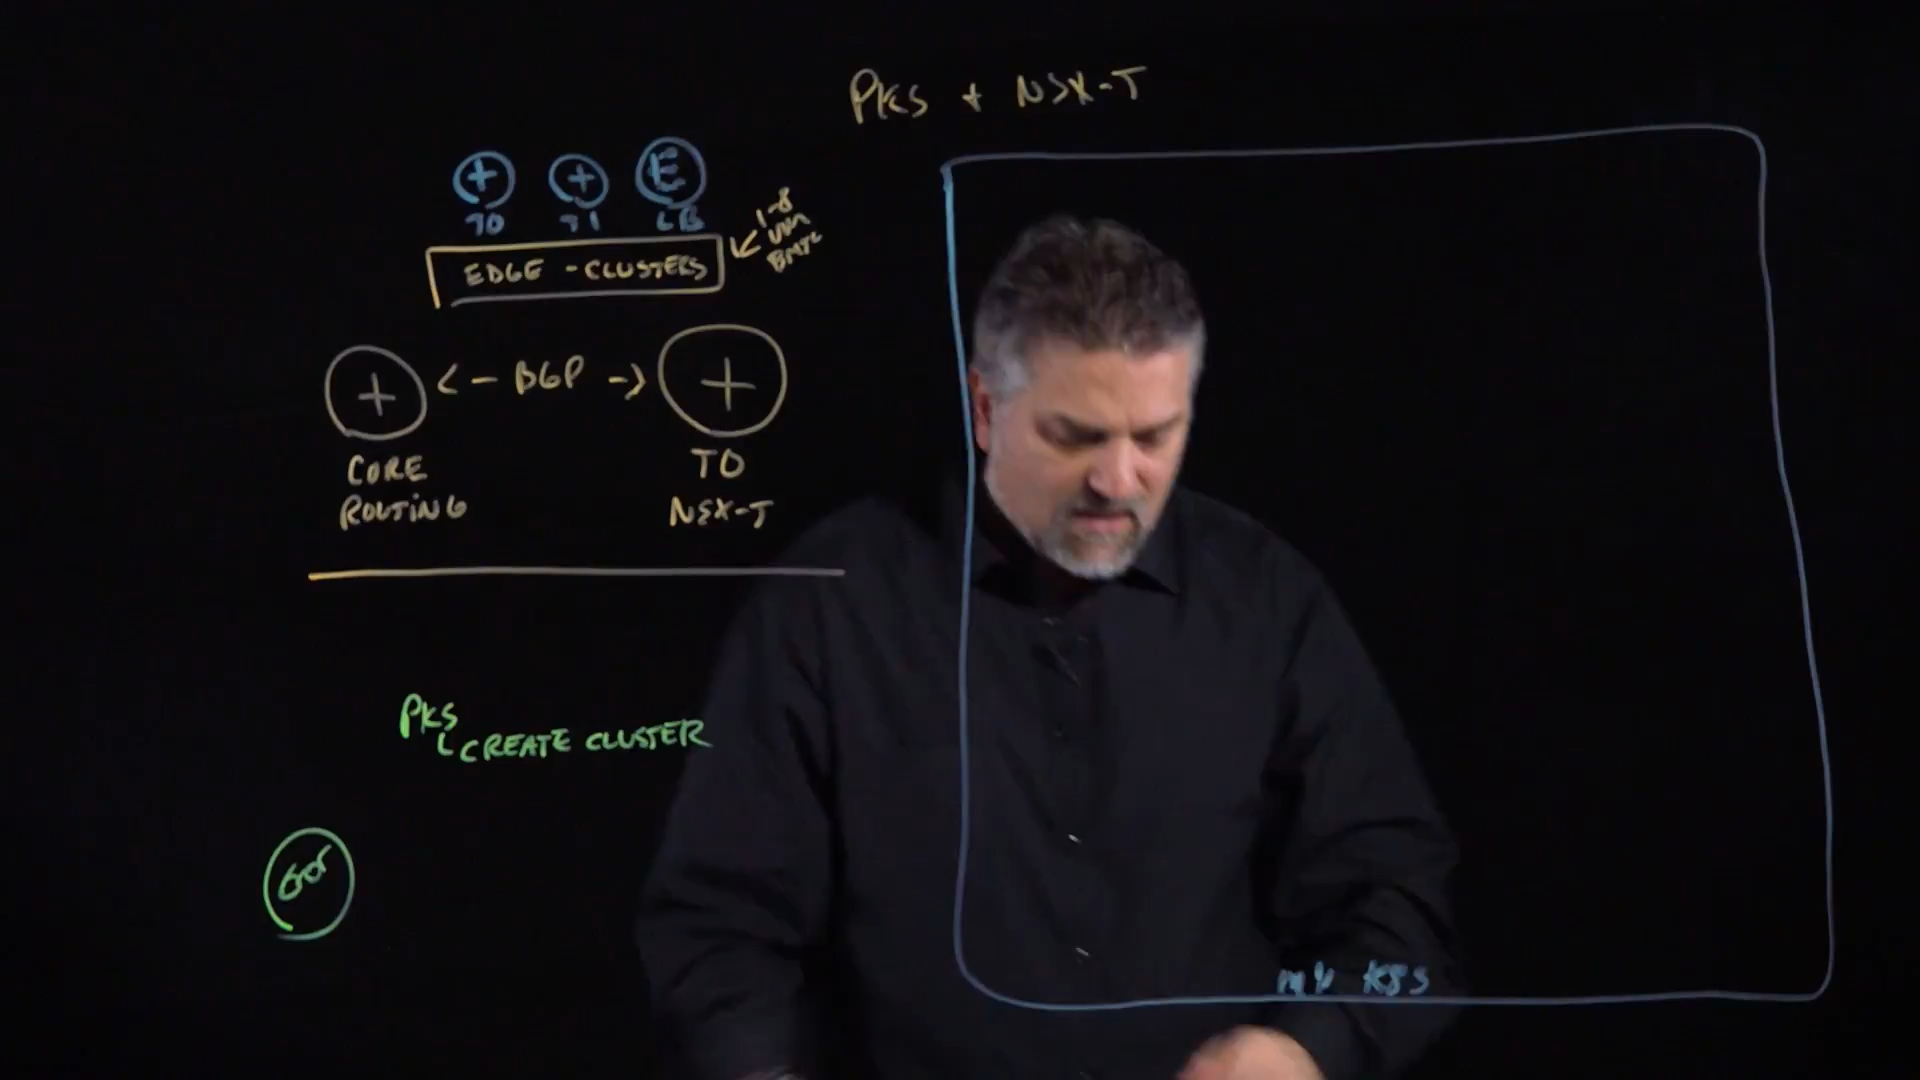 PKS + NSX-T
T0 T1 LB
E
1-8
VM
EDGE - CLUSTERS
<- BGP ->
CORE
ROUTING
T0
NSX-T
PKS
CREATE CLUSTER
MY K8S